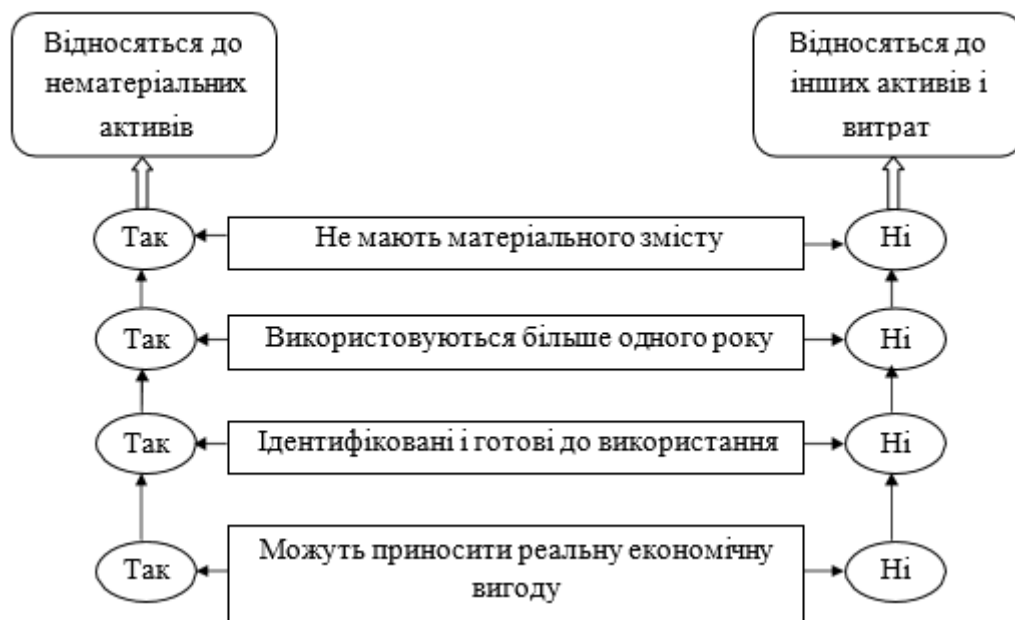 Відносяться до
нематеріальних
активів
Відносяться до
інших активів і
витрат
Так
Не мають матеріального змісту
Ні
Так
Використовуються більше одного року
Ні
Так
Ідентифіковані і готові до використання
Ні
Так
Можуть приносити реальну економічну
вигоду
Ні